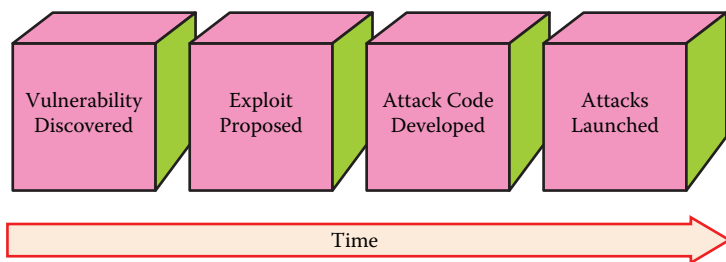 Vulnerability
Discovered
Exploit
Proposed
Attack Code
Developed
Attacks
Launched
Time